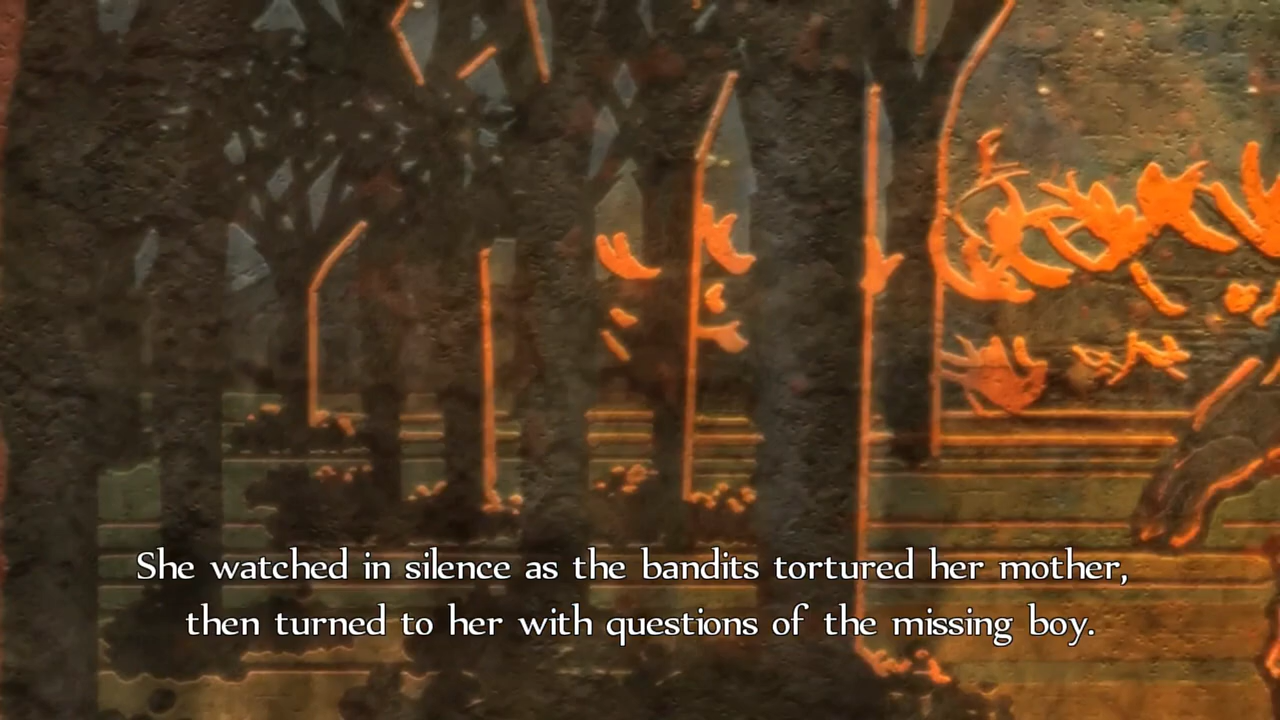 She watched in silence as the bandits tortured her mother,
then turned to her with questions of the missing boy.